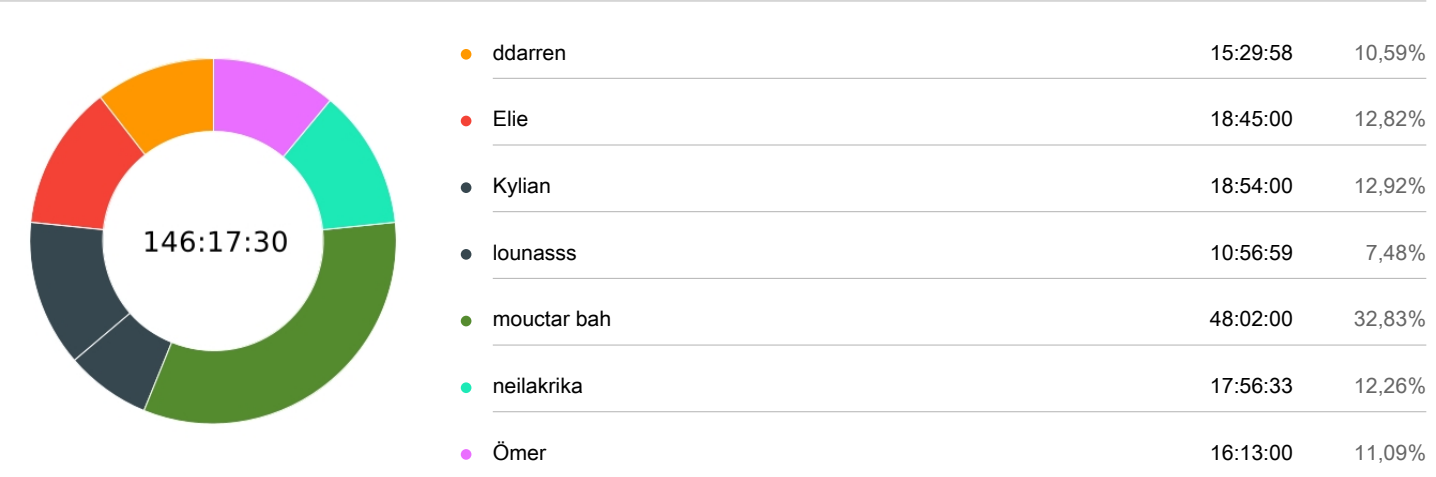 146:17:30
ddarren 15:29:58 10,59%
Elie 18:45:00 12,82%
Kylian 18:54:00 12,92%
lounasss 10:56:59 7,48%
mouctar bah 48:02:00 32,83%
neilakrika 17:56:33 12,26%
Ömer 16:13:00 11,09%